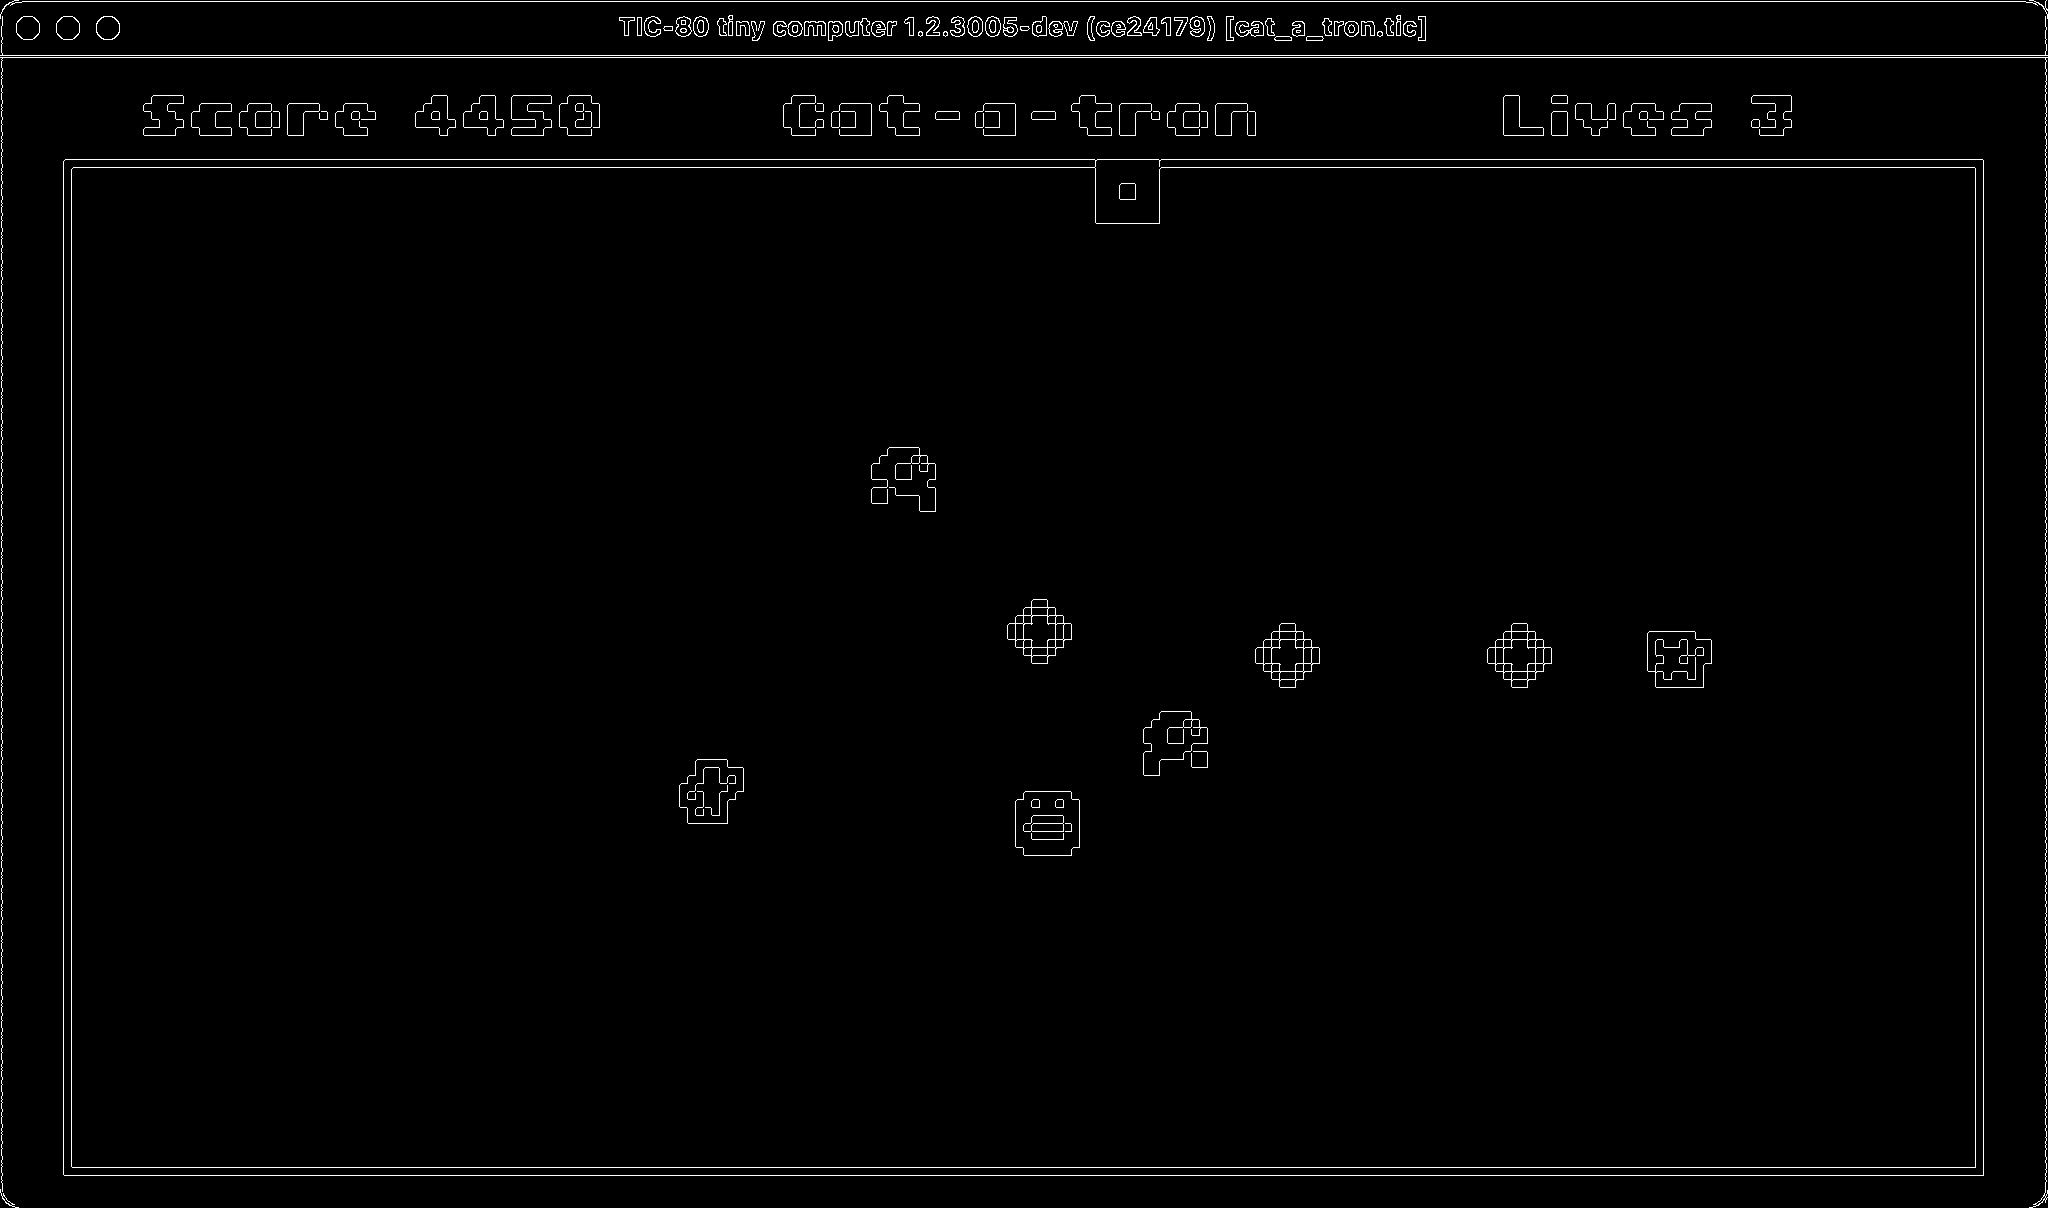 TIC-80 tiny computer 1.2.3005-dev (ce24179) [cat_a_tron.tic]
Score 4450 Cat-a-tron Lives 3